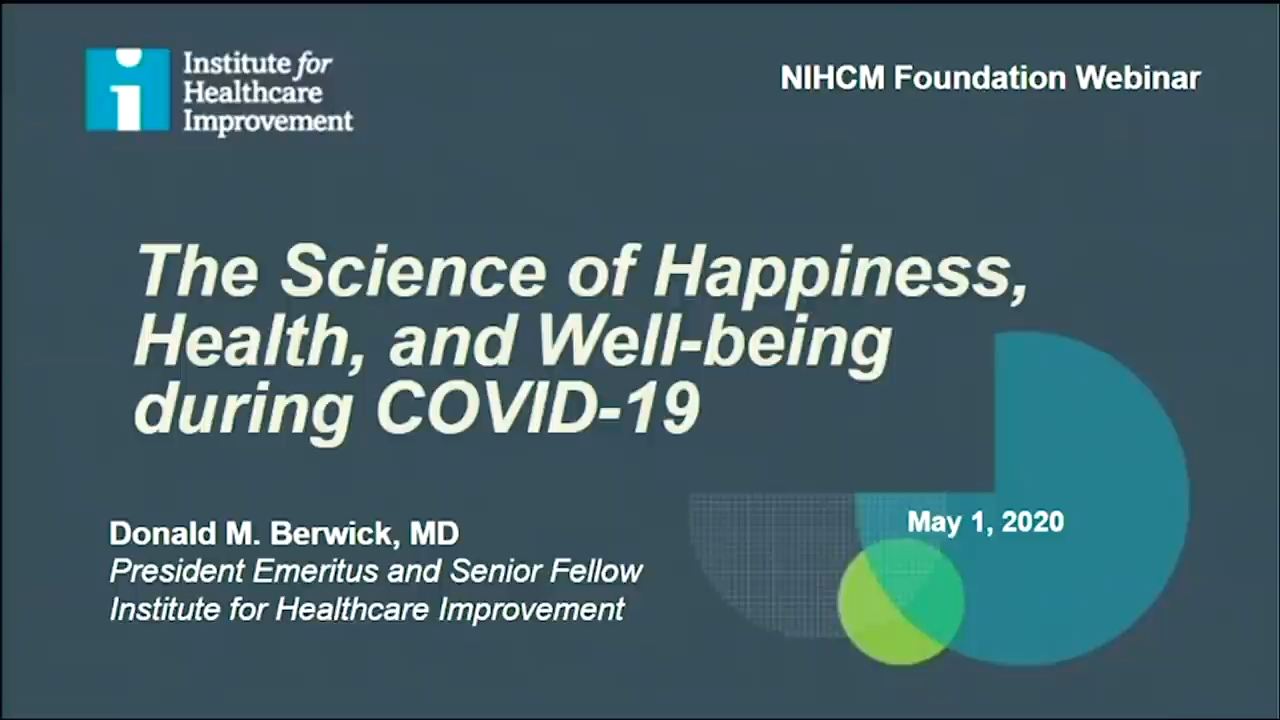 Institute for
Healthcare
Improvement
NIHCM Foundation Webinar
The Science of Happiness,
Health, and Well-being
during COVID-19
Donald M. Berwick, MD
President Emeritus and Senior Fellow
Institute for Healthcare Improvement
May 1, 2020